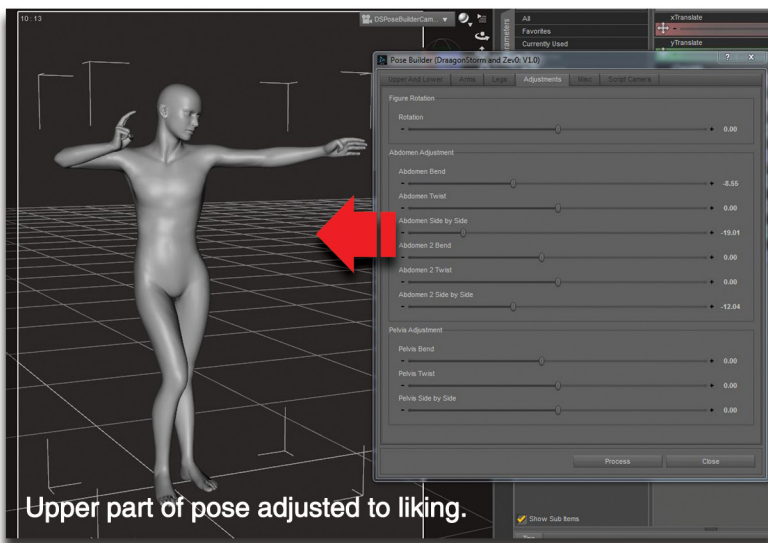 10 : 13
DSPoseBuilderCam...
All
Favorites
Currently Used
xTranslate
yTranslate
Pose Builder (DraagonStorm and Zev0: V1.0)
? x
Upper And Lower Arms Legs Adjustments Misc Script Camera
Figure Rotation
Rotation
- + 0.00
Abdomen Adjustment
Abdomen Bend
- + -8.55
Abdomen Twist
- + 0.00
Abdomen Side by Side
- + -19.01
Abdomen 2 Bend
- + 0.00
Abdomen 2 Twist
- + 0.00
Abdomen 2 Side by Side
- + -12.04
Pelvis Adjustment
Pelvis Bend
- + 0.00
Pelvis Twist
- + 0.00
Pelvis Side by Side
- + 0.00
Process Close
Upper part of pose adjusted to liking.
Show Sub Items